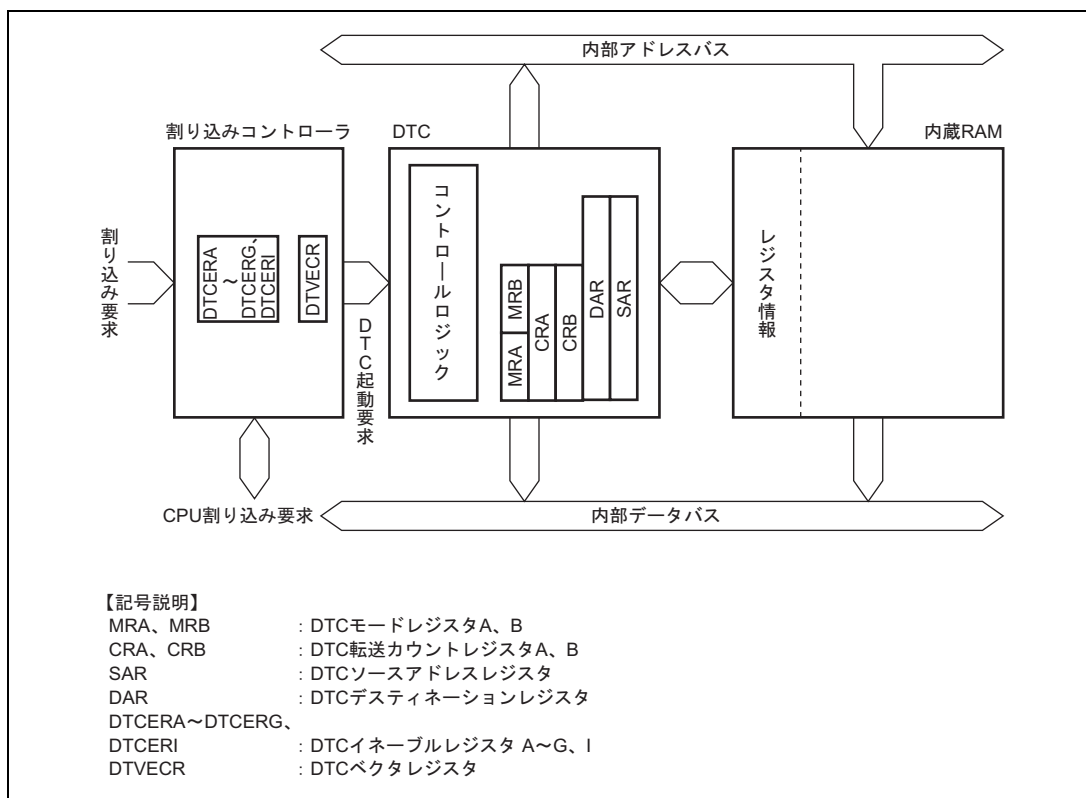 内部アドレスバス
割り込みコントローラ
DTC
内蔵RAM
割り込み要求
DTCERA
～
DTCERG、
DTCERI
DTVECR
DTC起動要求
コントロールロジック
MRA
MRB
CRA
CRB
DAR
SAR
レジスタ情報
CPU割り込み要求
内部データバス
【記号説明】
MRA、MRB : DTCモードレジスタA、B
CRA、CRB : DTC転送カウントレジスタA、B
SAR : DTCソースアドレスレジスタ
DAR : DTCデスティネーションレジスタ
DTCERA～DTCERG、
DTCERI : DTCイネーブルレジスタ A～G、I
DTVECR : DTCベクタレジスタ